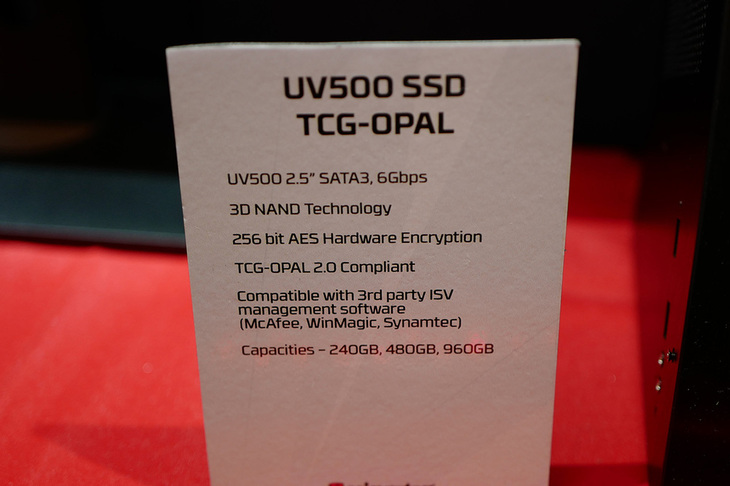 UV500 SSD
TCG-OPAL
UV500 2.5" SATA3, 6Gbps
3D NAND Technology
256 bit AES Hardware Encryption
TCG-OPAL 2.0 Compliant
Compatible with 3rd party ISV
management software
(McAfee, WinMagic, Synamtec)
Capacities – 240GB, 480GB, 960GB